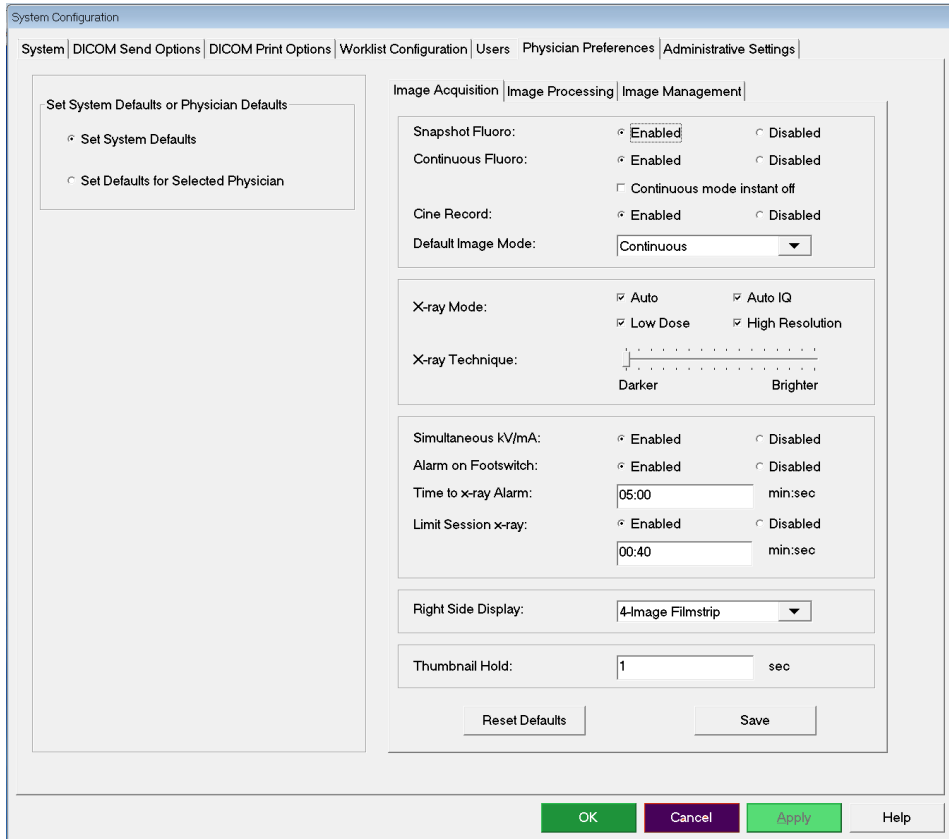 System Configuration
System DICOM Send Options DICOM Print Options Worklist Configuration Users Physician Preferences Administrative Settings
Set System Defaults or Physician Defaults
Set System Defaults
Set Defaults for Selected Physician
Image Acquisition Image Processing Image Management
Snapshot Fluoro: Enabled Disabled
Continuous Fluoro: Enabled Disabled
Continuous mode instant off
Cine Record: Enabled Disabled
Default Image Mode: Continuous
X-ray Mode: Auto Auto IQ
Low Dose High Resolution
X-ray Technique:
Darker Brighter
Simultaneous kV/mA: Enabled Disabled
Alarm on Footswitch: Enabled Disabled
Time to x-ray Alarm: 05:00 min:sec
Limit Session x-ray: Enabled Disabled
00:40 min:sec
Right Side Display: 4-Image Filmstrip
Thumbnail Hold: 1 sec
Reset Defaults Save
OK Cancel Apply Help